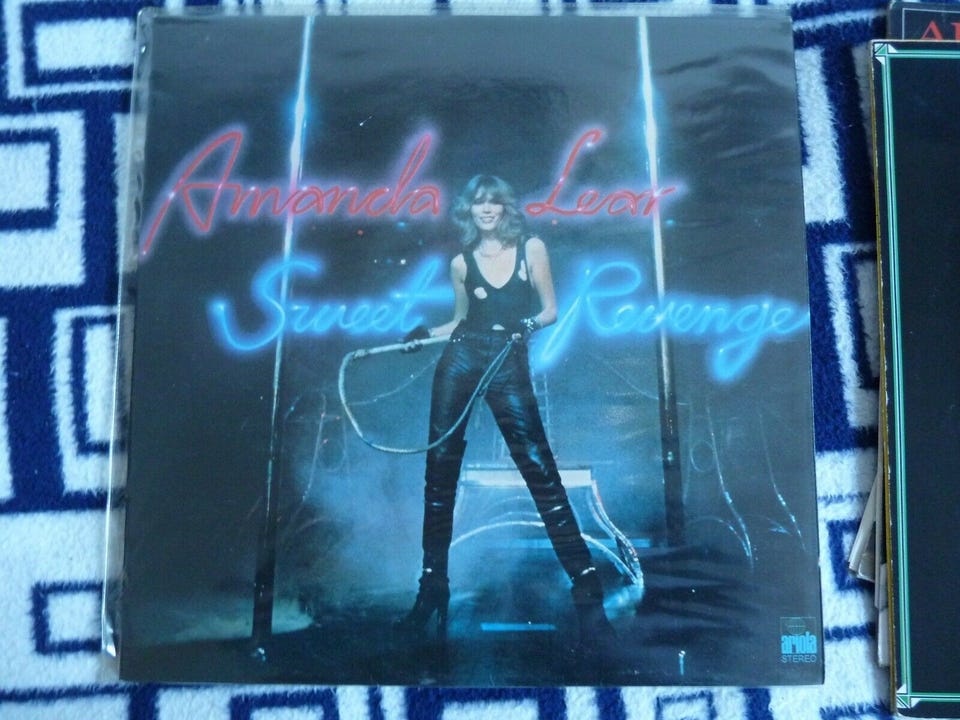 Amanda Lear
Sweet Revenge
ariola
STEREO